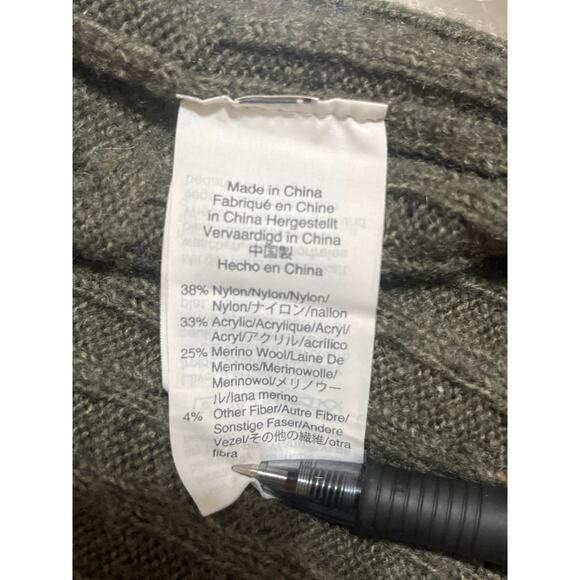 Made in China
Fabriqué en Chine
in China Hergestellt
Vervaardigd in China
中国製
Hecho en China
38% Nylon/Nylon/Nylon/
Nylon/ナイロン/nailon
33% Acrylic/Acrylique/Acryl/
Acryl/アクリル/acrílico
25% Merino Wool/Laine De
Merinos/Merinowolle/
Merinowol/メリノウー
ル/lana merino
4% Other Fiber/Autre Fibre/
Sonstige Faser/Andere
Vezel/その他の繊維/otra
fibra